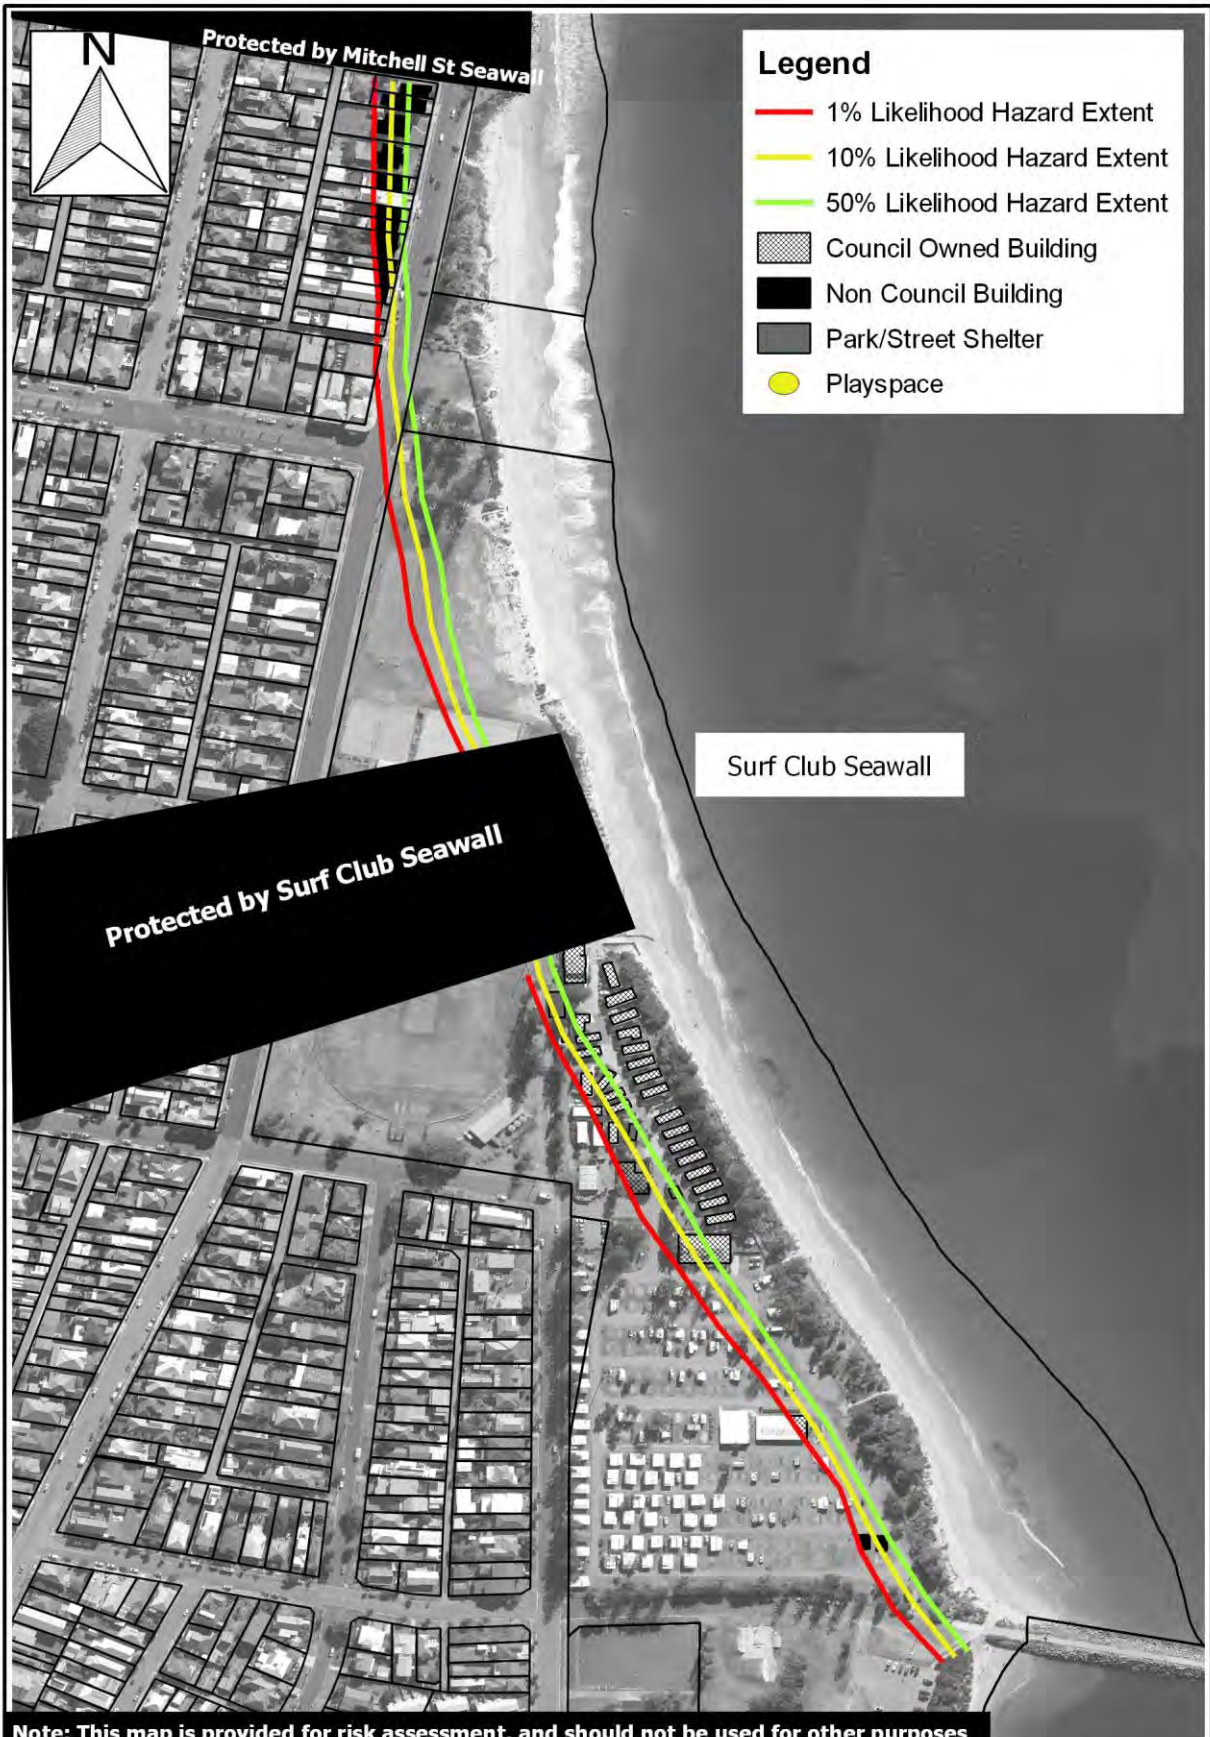 Protected by Mitchell St Seawall
N
Legend
1% Likelihood Hazard Extent
10% Likelihood Hazard Extent
50% Likelihood Hazard Extent
Council Owned Building
Non Council Building
Park/Street Shelter
Playspace
Surf Club Seawall
Protected by Surf Club Seawall
Note: This map is provided for risk assessment, and should not be used for other purposes